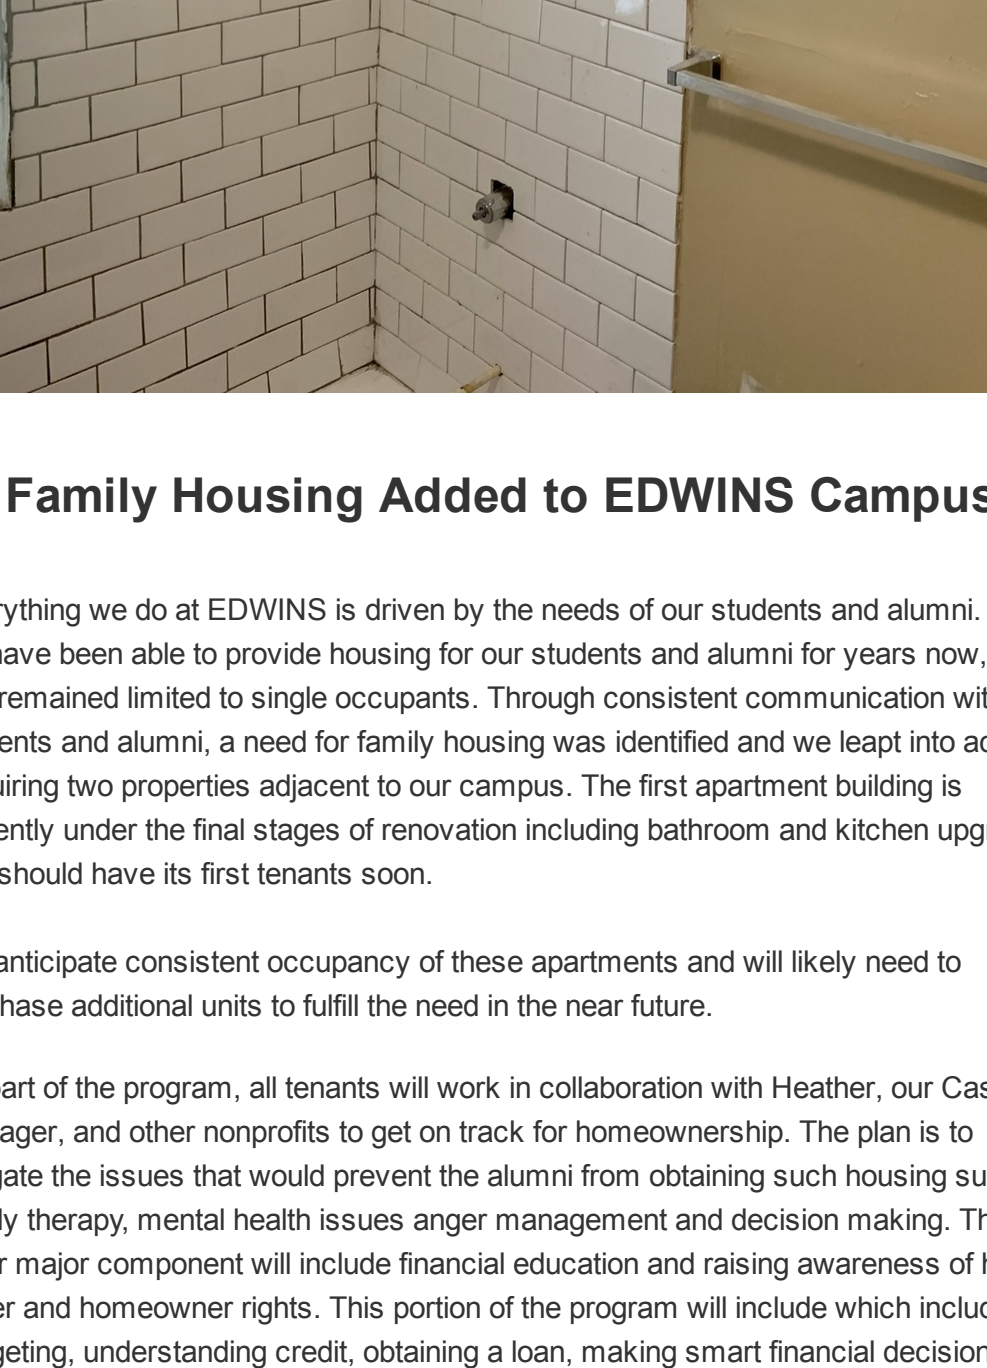 Family Housing Added to EDWINS Campus
rything we do at EDWINS is driven by the needs of our students and alumni.
have been able to provide housing for our students and alumni for years now,
remained limited to single occupants. Through consistent communication wit
ents and alumni, a need for family housing was identified and we leapt into ac
uiring two properties adjacent to our campus. The first apartment building is
ently under the final stages of renovation including bathroom and kitchen upgr
should have its first tenants soon.
anticipate consistent occupancy of these apartments and will likely need to
hase additional units to fulfill the need in the near future.
part of the program, all tenants will work in collaboration with Heather, our Cas
ager, and other nonprofits to get on track for homeownership. The plan is to
gate the issues that would prevent the alumni from obtaining such housing su
ly therapy, mental health issues anger management and decision making. Th
r major component will include financial education and raising awareness of h
er and homeowner rights. This portion of the program will include which includ
geting, understanding credit, obtaining a loan, making smart financial decision